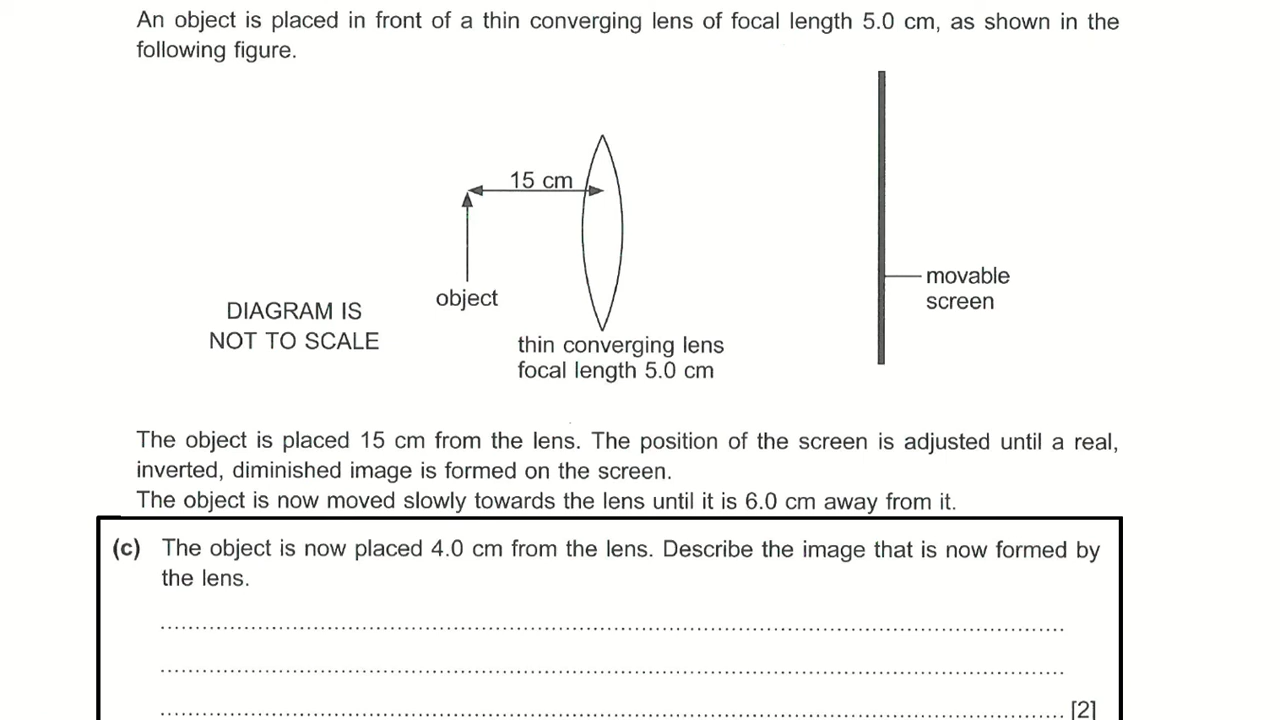 An object is placed in front of a thin converging lens of focal length 5.0 cm, as shown in the
following figure.
15 cm
object
movable
screen
DIAGRAM IS
NOT TO SCALE
thin converging lens
focal length 5.0 cm
The object is placed 15 cm from the lens. The position of the screen is adjusted until a real,
inverted, diminished image is formed on the screen.
The object is now moved slowly towards the lens until it is 6.0 cm away from it.
(c) The object is now placed 4.0 cm from the lens. Describe the image that is now formed by
the lens.
[2]